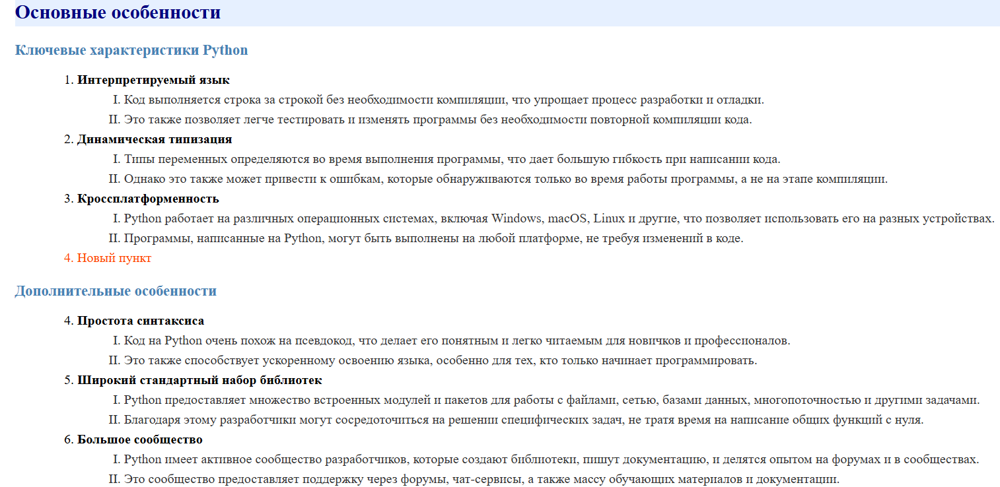 Основные особенности
Ключевые характеристики Python
1. Интерпретируемый язык
I. Код выполняется строка за строкой без необходимости компиляции, что упрощает процесс разработки и отладки.
II. Это также позволяет легче тестировать и изменять программы без необходимости повторной компиляции кода.
2. Динамическая типизация
I. Типы переменных определяются во время выполнения программы, что дает большую гибкость при написании кода.
II. Однако это также может привести к ошибкам, которые обнаруживаются только во время работы программы, а не на этапе компиляции.
3. Кроссплатформенность
I. Python работает на различных операционных системах, включая Windows, macOS, Linux и другие, что позволяет использовать его на разных устройствах.
II. Программы, написанные на Python, могут быть выполнены на любой платформе, не требуя изменений в коде.
4. Новый пункт
Дополнительные особенности
4. Простота синтаксиса
I. Код на Python очень похож на псевдокод, что делает его понятным и легко читаемым для новичков и профессионалов.
II. Это также способствует ускоренному освоению языка, особенно для тех, кто только начинает программировать.
5. Широкий стандартный набор библиотек
I. Python предоставляет множество встроенных модулей и пакетов для работы с файлами, сетью, базами данных, многопоточностью и другими задачами.
II. Благодаря этому разработчики могут сосредоточиться на решении специфических задач, не тратя время на написание общих функций с нуля.
6. Большое сообщество
I. Python имеет активное сообщество разработчиков, которые создают библиотеки, пишут документацию, и делятся опытом на форумах и в сообществах.
II. Это сообщество предоставляет поддержку через форумы, чат-сервисы, а также массу обучающих материалов и документации.